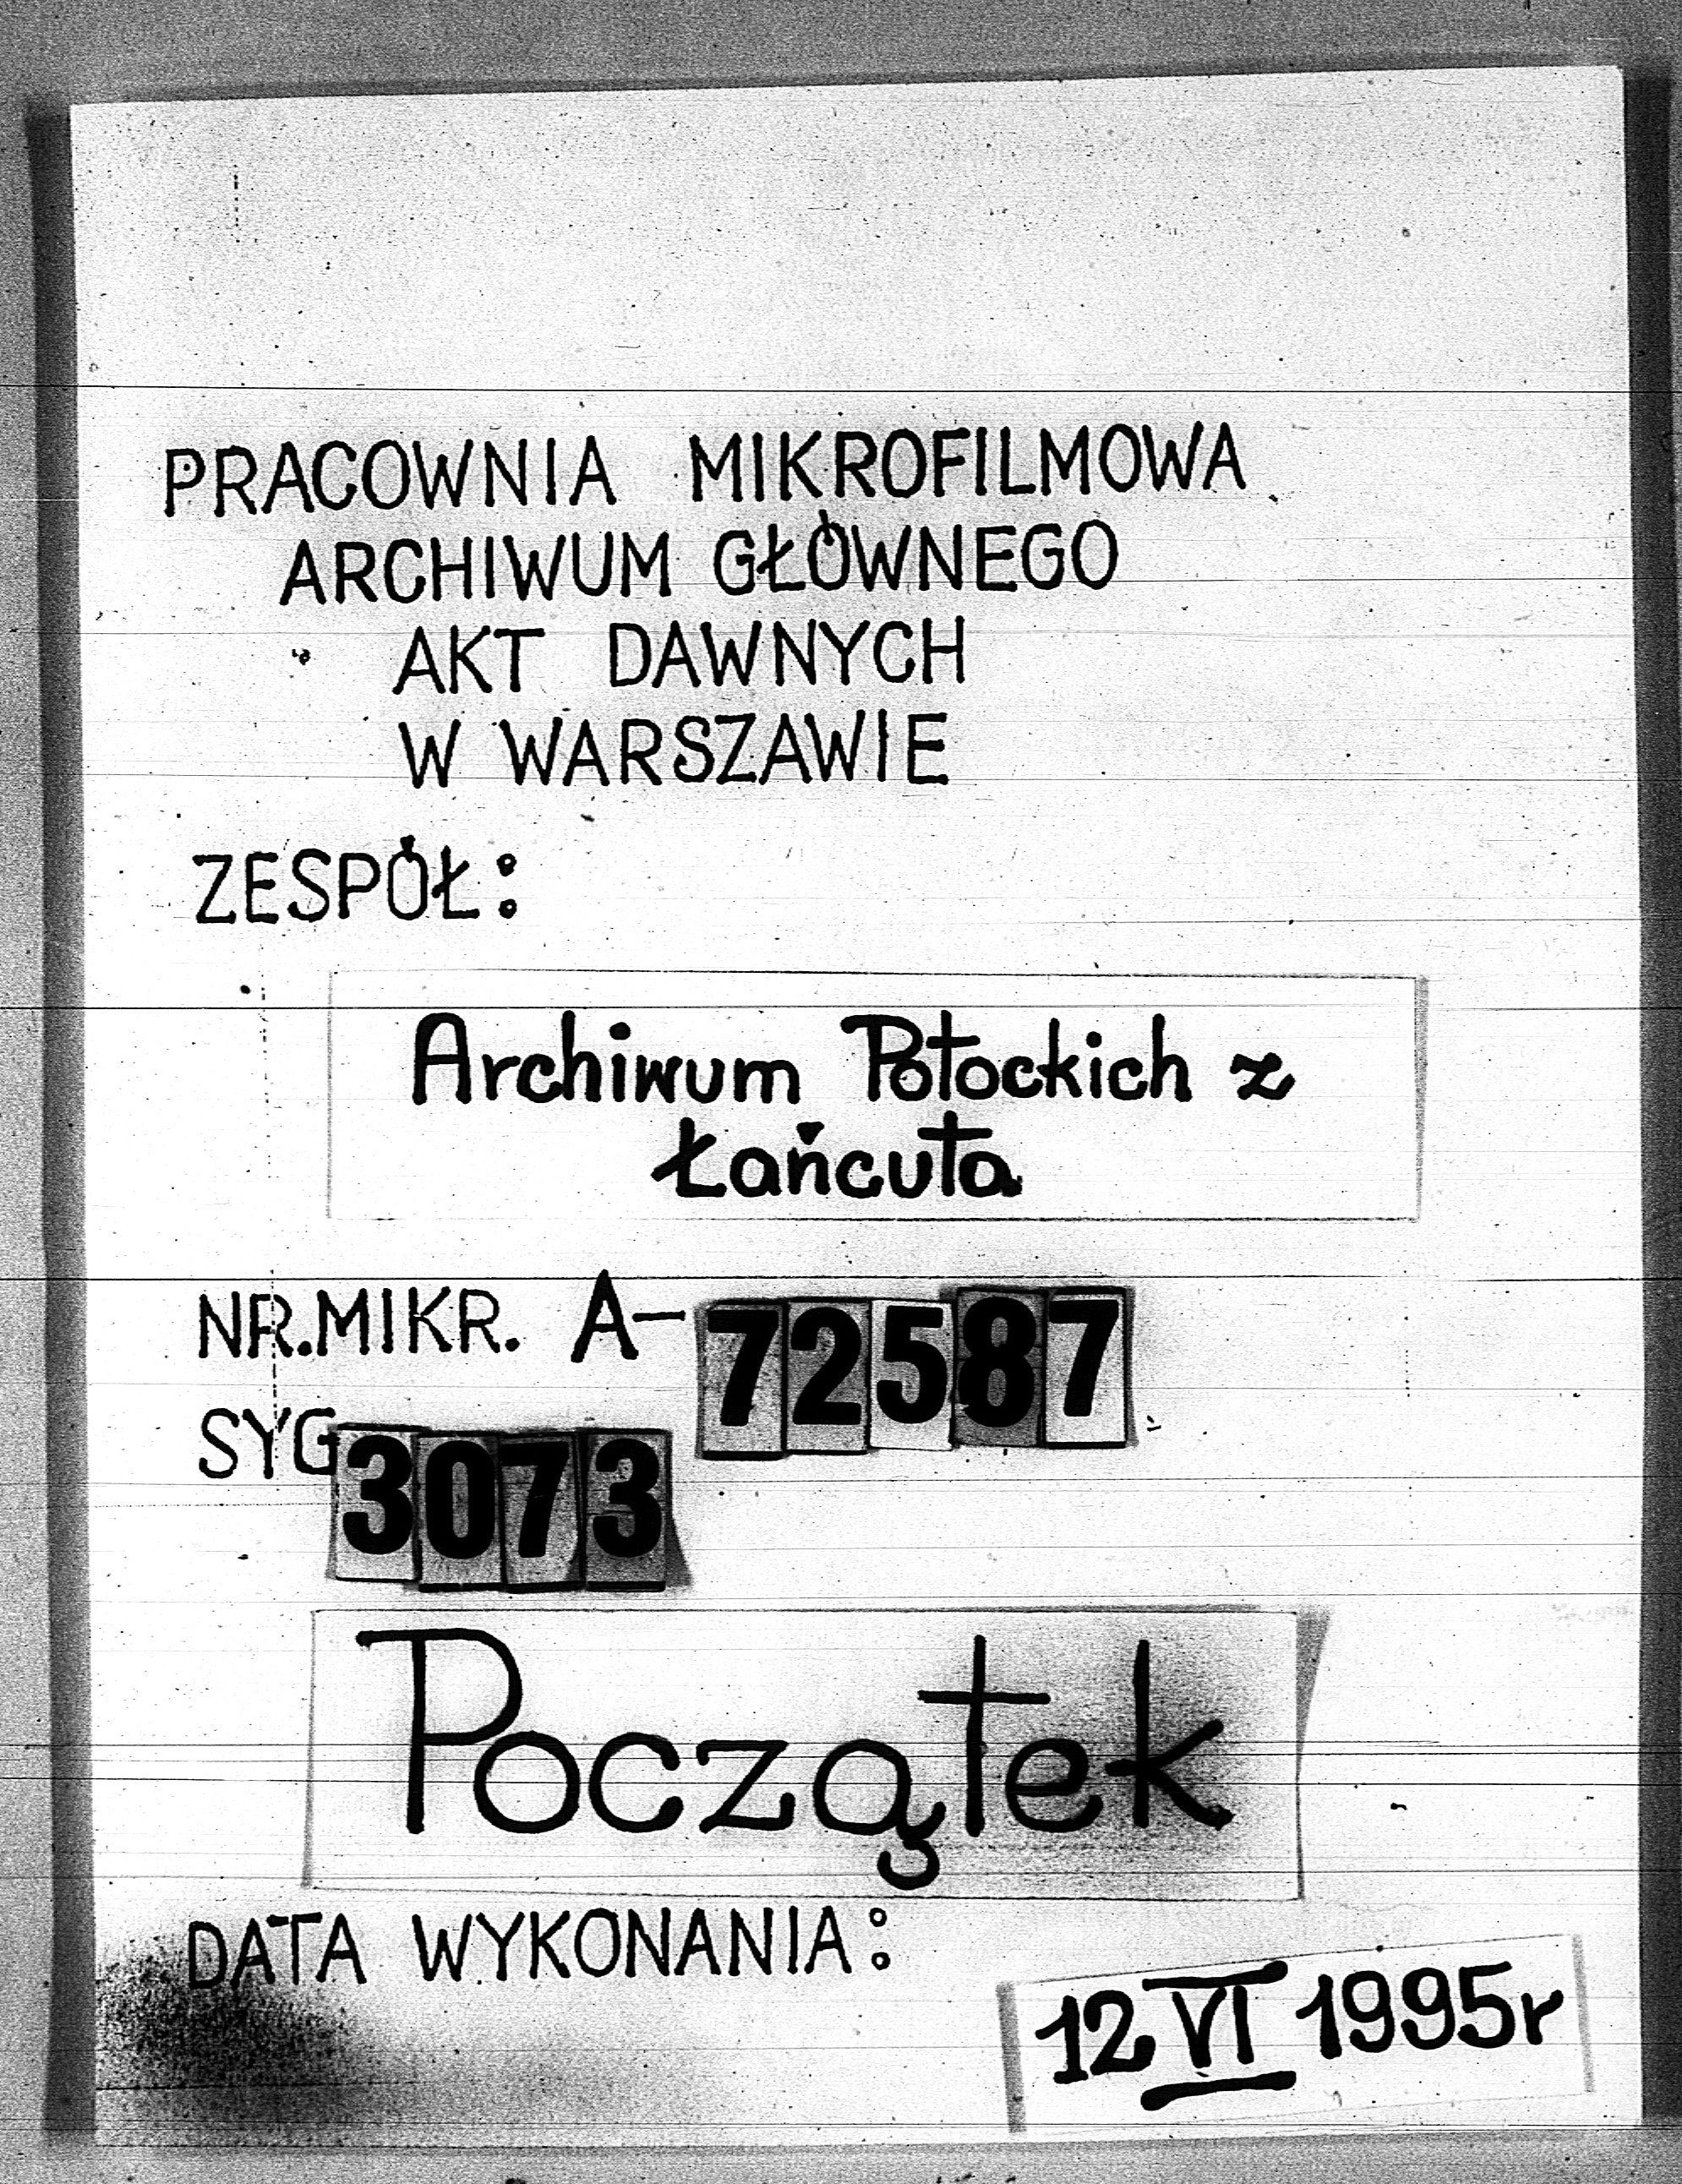 PRACOWNIA MIKROFILMOWA
ARCHIWUM GŁÓWNEGO
AKT DAWNYCH
W WARSZAWIE
ZESPÓŁ:
Archiwum Potockich z
Łańcuta
NR.MIKR. A-72587
SYG 3073
Początek
DATA WYKONANIA:
12 VI 1995r